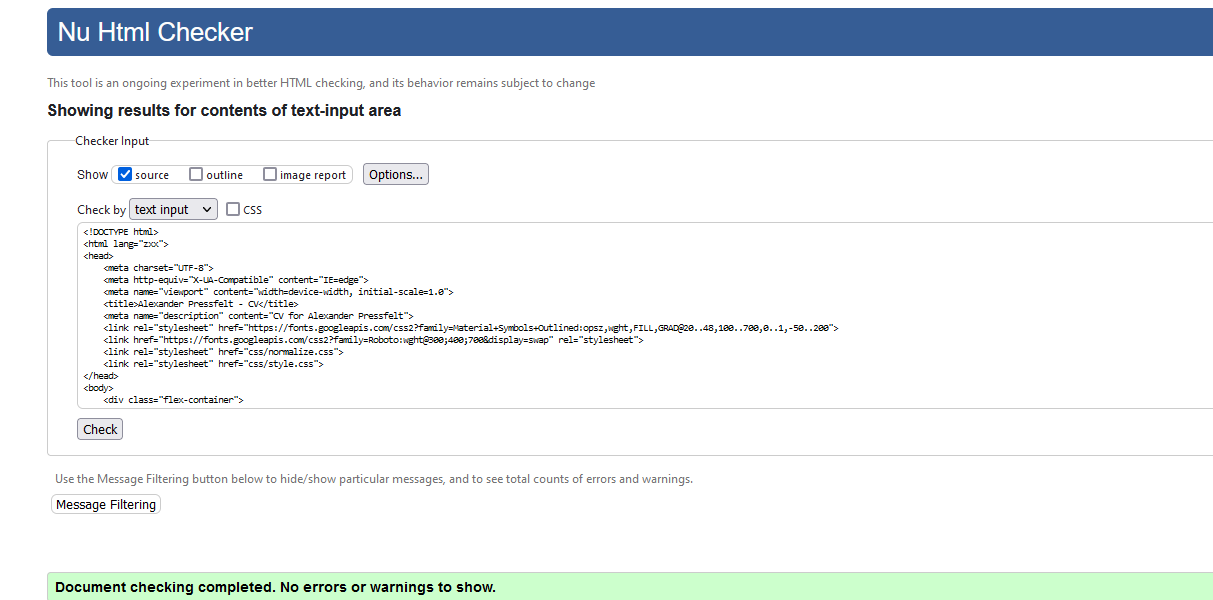 Nu Html Checker
This tool is an ongoing experiment in better HTML checking, and its behavior remains subject to change
Showing results for contents of text-input area
Checker Input
Show source outline image report Options...
Check by text input CSS
<!DOCTYPE html>
<html lang="zxx">
<head>
<meta charset="UTF-8">
<meta http-equiv="X-UA-Compatible" content="IE=edge">
<meta name="viewport" content="width=device-width, initial-scale=1.0">
<title>Alexander Pressfelt - CV</title>
<meta name="description" content="CV for Alexander Pressfelt">
<link rel="stylesheet" href="https://fonts.googleapis.com/css2?family=Material+Symbols+Outlined:opsz,wght,FILL,GRAD@20..48,100..700,0..1,-50..200">
<link href="https://fonts.googleapis.com/css2?family=Roboto:wght@300;400;700&display=swap" rel="stylesheet">
<link rel="stylesheet" href="css/normalize.css">
<link rel="stylesheet" href="css/style.css">
</head>
<body>
<div class="flex-container">
Check
Use the Message Filtering button below to hide/show particular messages, and to see total counts of errors and warnings.
Message Filtering
Document checking completed. No errors or warnings to show.